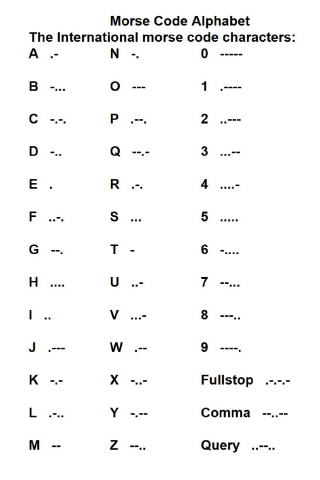 Morse Code Alphabet
The International morse code characters:
A .- N -. 0 -----
B -... O --- 1 .----
C -.-. P .--. 2 ..---
D -.. Q --.- 3 ...--
E . R .-. 4 ....-
F ..-. S ... 5 .....
G --. T - 6 -....
H .... U ..- 7 --...
I .. V ...- 8 ---..
J .--- W .-- 9 ----.
K -.- X -..- Fullstop .-.-.-
L .-.. Y -.-- Comma --..--
M -- Z --.. Query ..--..